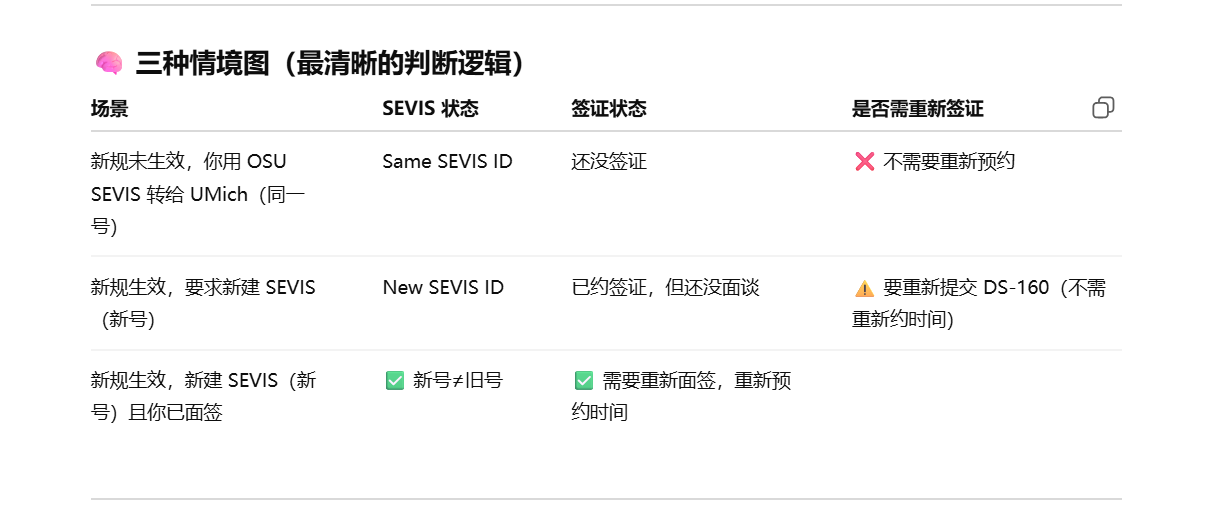 🧠 三种情境图（最清晰的判断逻辑）
场景 SEVIS 状态 签证状态 是否需重新签证
新规未生效，你用 OSU Same SEVIS ID 还没签证 ❌ 不需要重新预约
SEVIS 转给 UMich（同一
号）
新规生效，要求新建 SEVIS New SEVIS ID 已约签证，但还没面谈 ⚠️ 要重新提交 DS-160（不需
（新号） 重新约时间）
新规生效，新建 SEVIS（新 ✅ 新号≠旧号 ✅ 需要重新面签，重新预
号）且你已面签 约时间